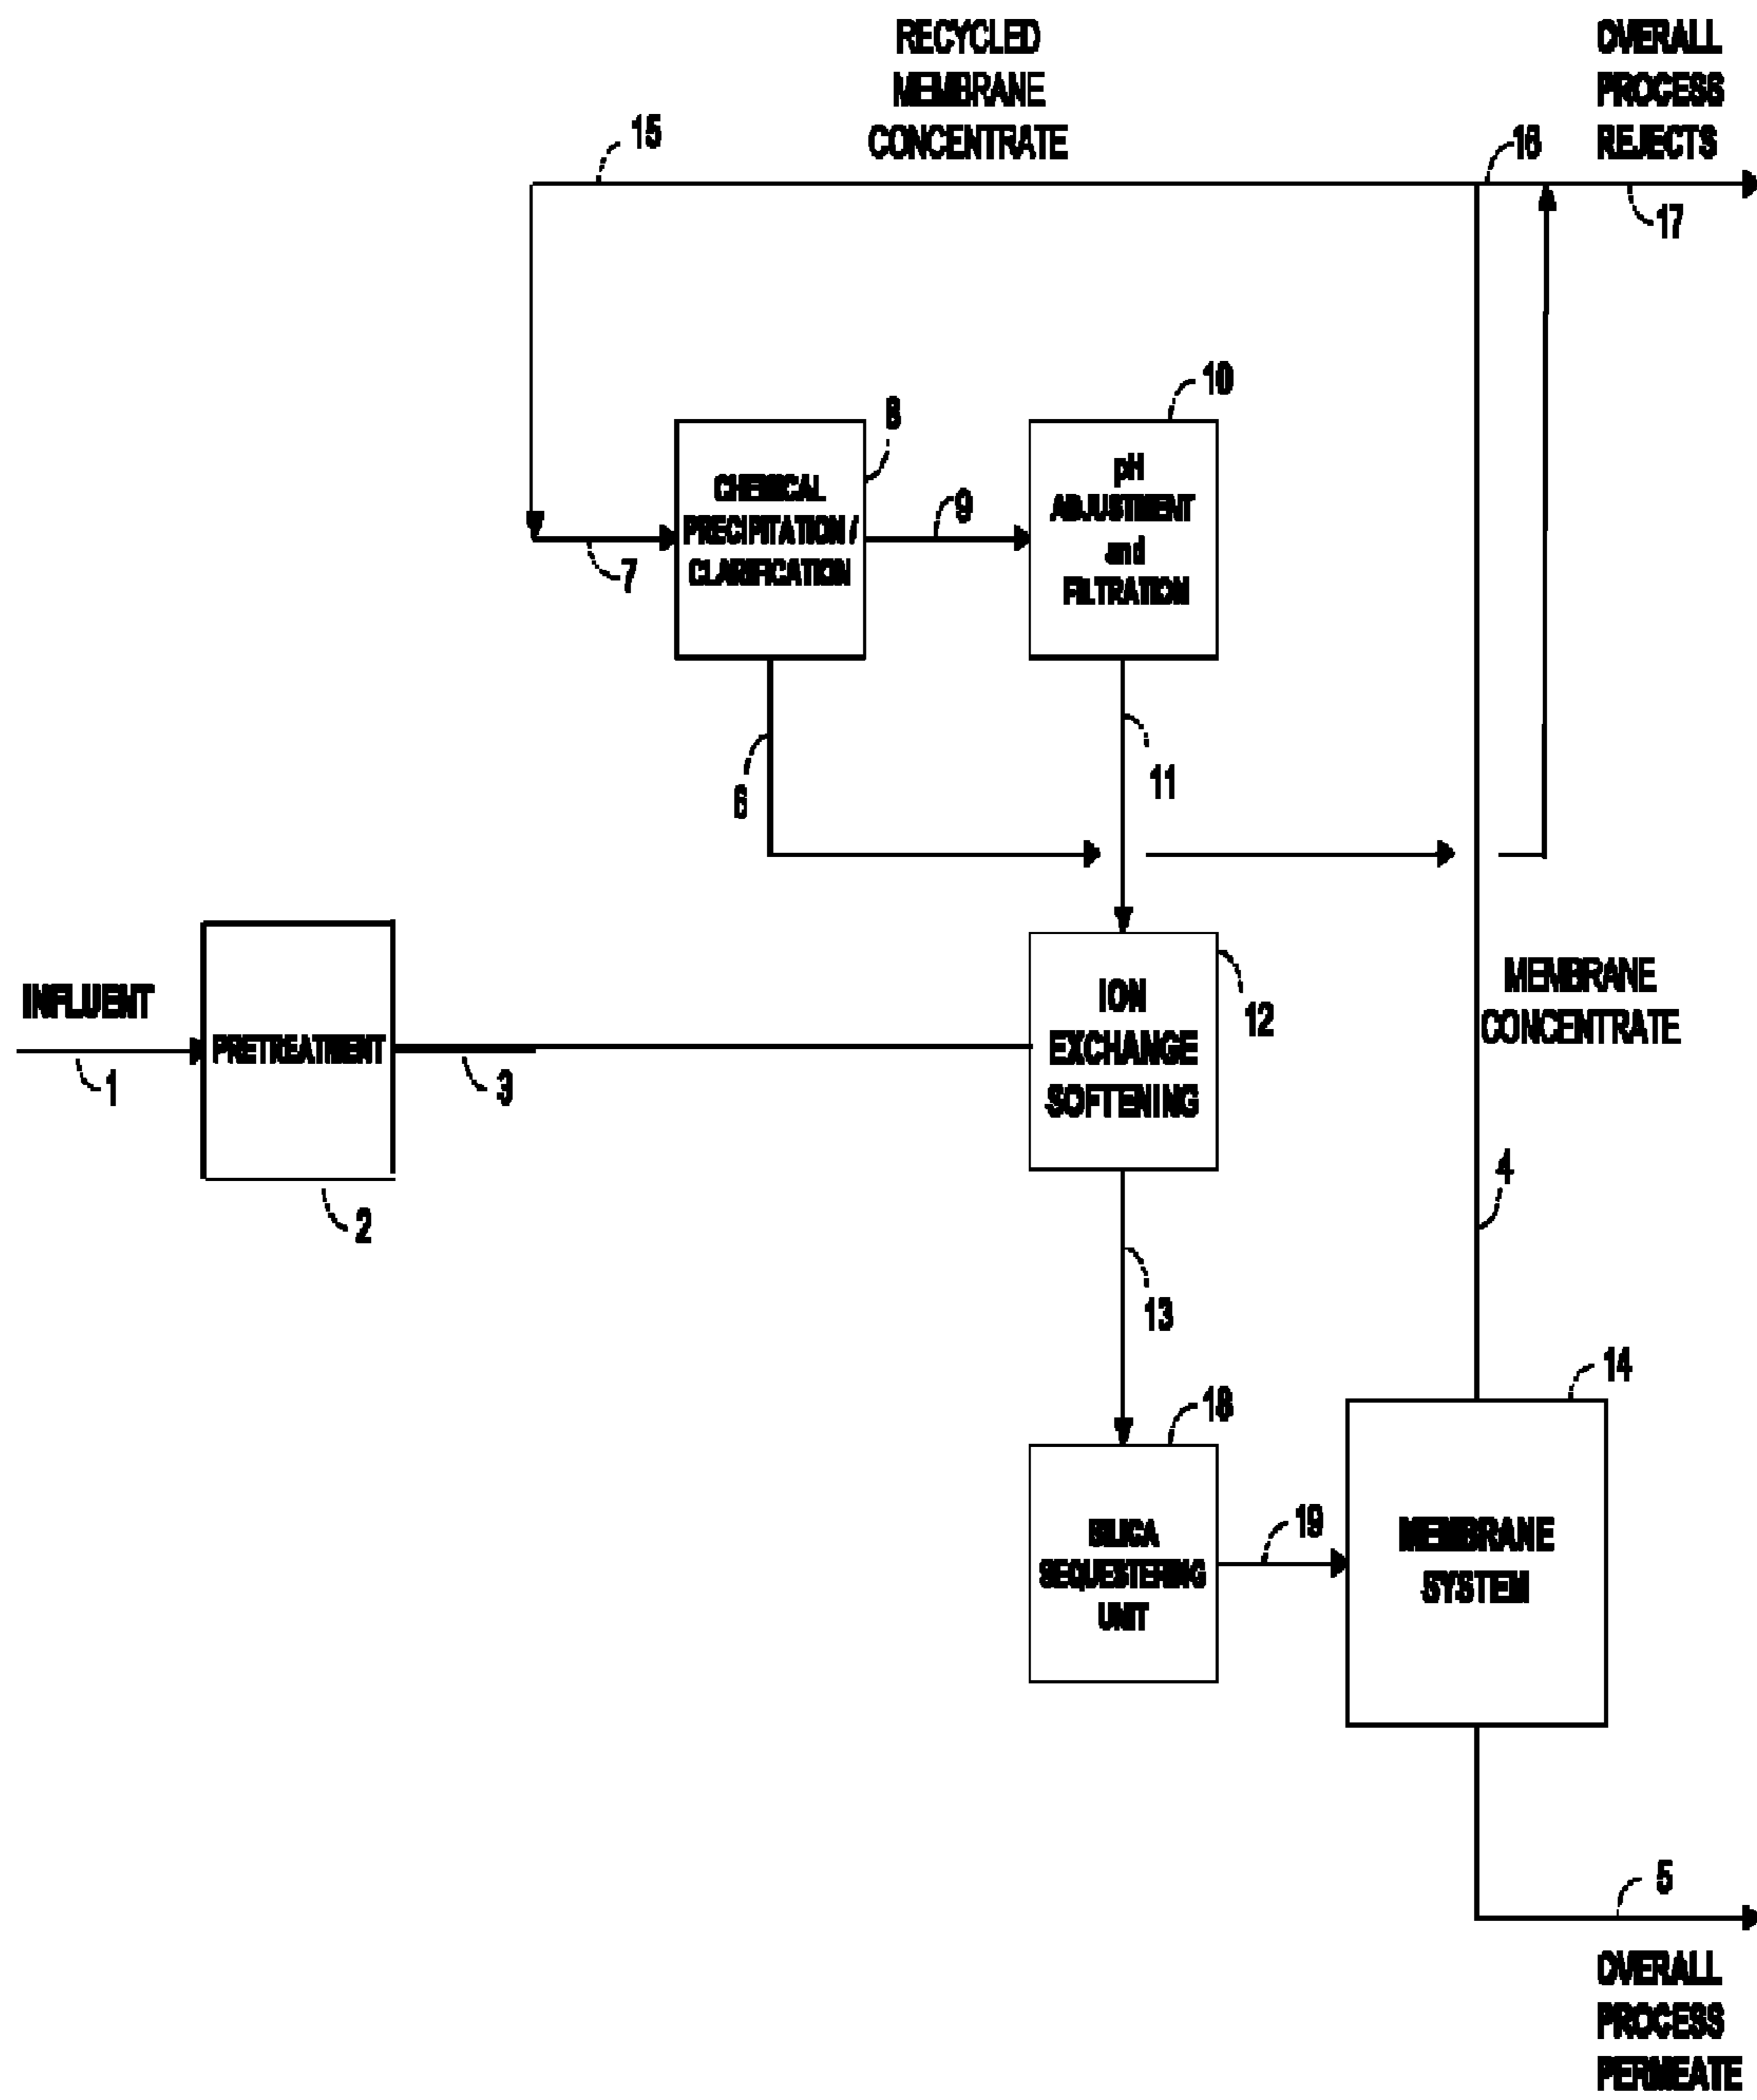 RECYCLED
MEMBRANE
CONCENTRATE
OVERALL
PROCESS
REJECTS
15
16
17
10
8
CHEMICAL
PRECIPITATION /
CLARIFICATION
9
pH
ADJUSTMENT
and
FILTRATION
7
6
11
INFLUENT
1
PRETREATMENT
2
3
ION
EXCHANGE
SOFTENING
12
MEMBRANE
CONCENTRATE
4
13
14
18
SILICA
SEQUESTERING
UNIT
19
MEMBRANE
SYSTEM
5
OVERALL
PROCESS
PERMEATE